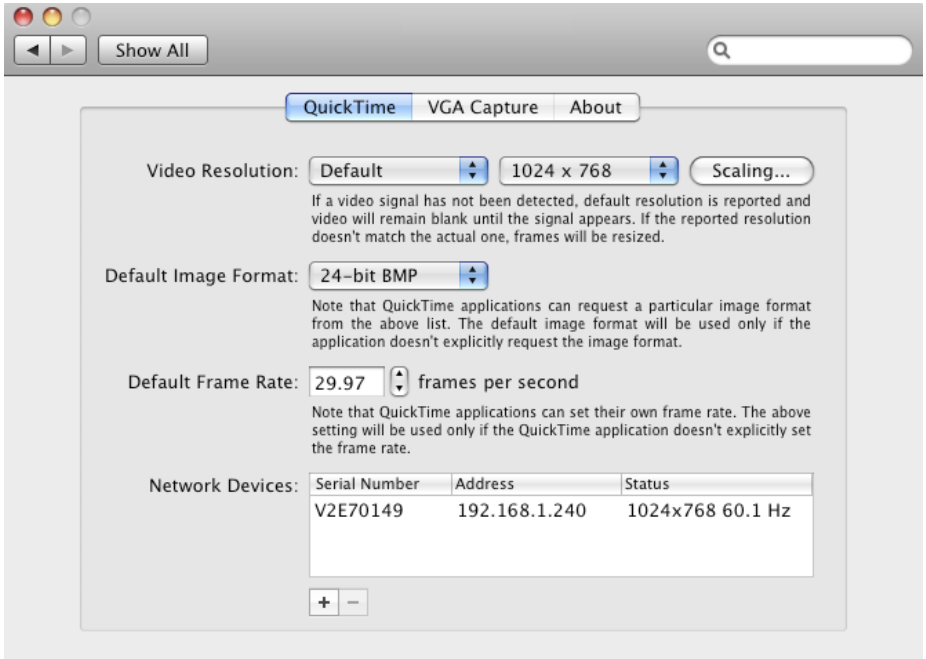 Show All
QuickTime VGA Capture About
Video Resolution: Default 1024 x 768 Scaling...
If a video signal has not been detected, default resolution is reported and
video will remain blank until the signal appears. If the reported resolution
doesn't match the actual one, frames will be resized.
Default Image Format: 24-bit BMP
Note that QuickTime applications can request a particular image format
from the above list. The default image format will be used only if the
application doesn't explicitly request the image format.
Default Frame Rate: 29.97 frames per second
Note that QuickTime applications can set their own frame rate. The above
setting will be used only if the QuickTime application doesn't explicitly set
the frame rate.
Network Devices: Serial Number Address Status
V2E70149 192.168.1.240 1024x768 60.1 Hz
+ −